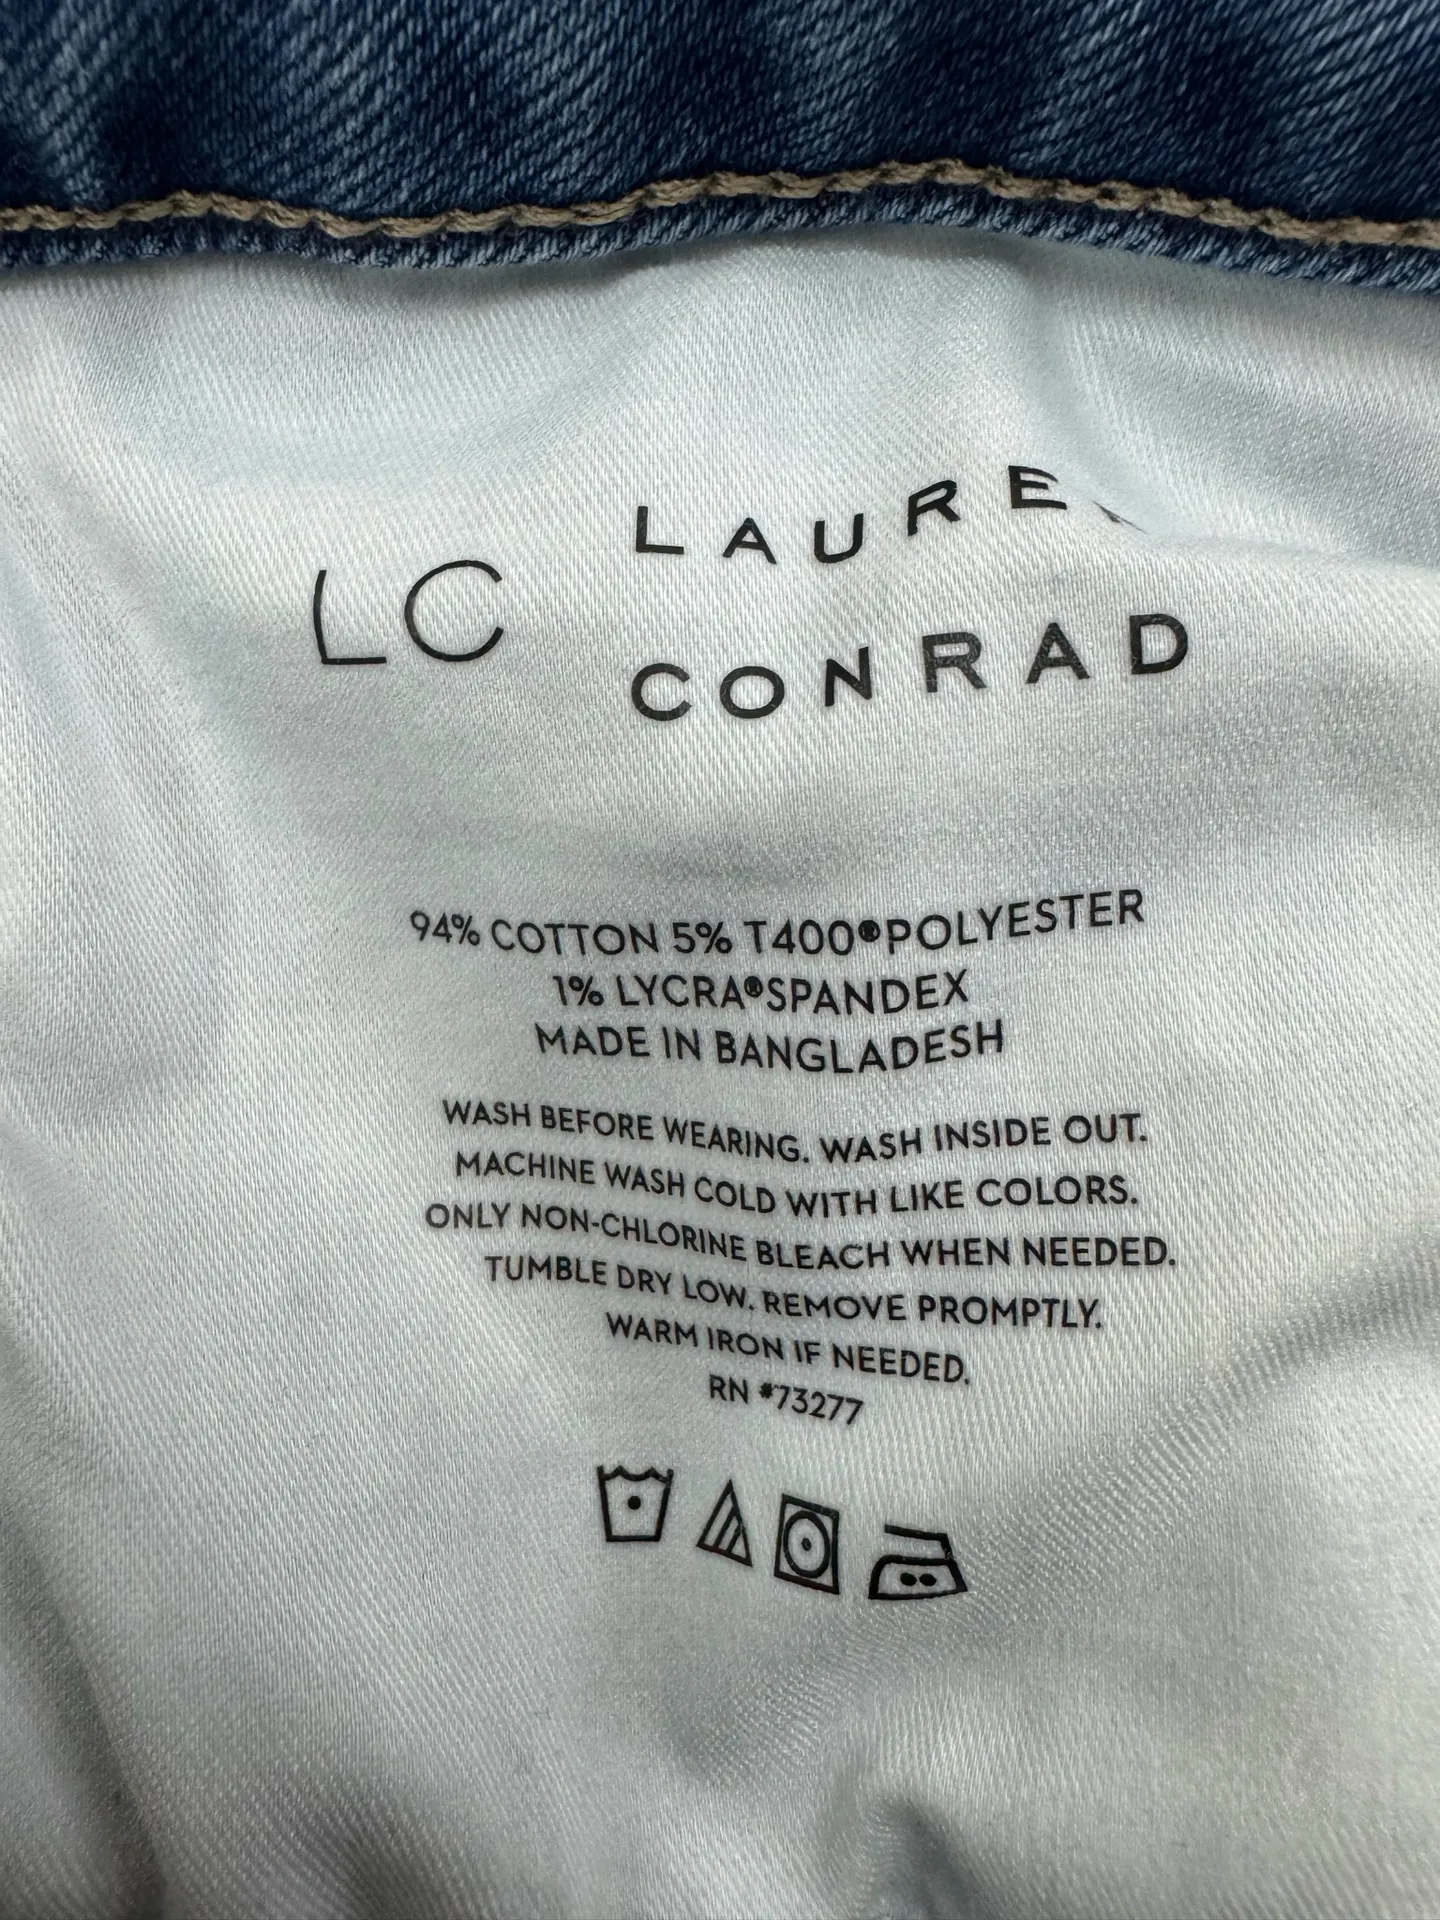 LC
LAURE
CONRAD
94% COTTON 5% T400®POLYESTER
1% LYCRA®SPANDEX
MADE IN BANGLADESH
WASH BEFORE WEARING. WASH INSIDE OUT.
MACHINE WASH COLD WITH LIKE COLORS.
ONLY NON-CHLORINE BLEACH WHEN NEEDED.
TUMBLE DRY LOW. REMOVE PROMPTLY.
WARM IRON IF NEEDED.
RN #73277